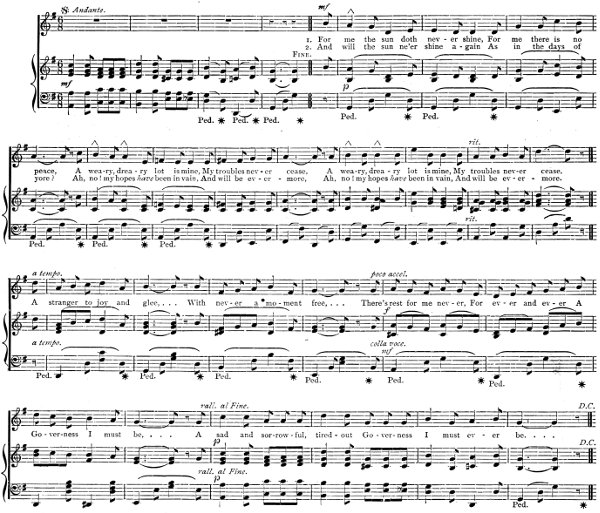 Andante. mf
1. For me the sun doth nev - er shine, For me there is no
2. And will the sun ne'er shine a - gain As in the days of
FINE.
mf p
Ped. Ped. Ped. Ped. Ped.
rit.
peace, A wea - ry, drea - ry lot is mine, My troubles nev - er cease. A wea - ry, drea - ry lot is mine, My troubles nev - er cease.
yore? Ah, no! my hopes have been in vain, And will be ev - er - more, Ah, no! my hopes have been in vain, And will be ev - er - more.
rit.
Ped. Ped. Ped.
a tempo. poco accel.
A stranger to joy and glee,... With nev - er a mo - ment free,... There's rest for me nev - er, For ev - er and ev - er A
f
a tempo. colla voce.
mf
Ped. Ped. Ped. Ped. Ped.
rall. al Fine. D.C.
Gov - er - ness I must be,... A sad and sor - row - ful, tired - out Gov - er - ness I must ev - er be....
p D.C.
rall. al Fine.
p
Ped.